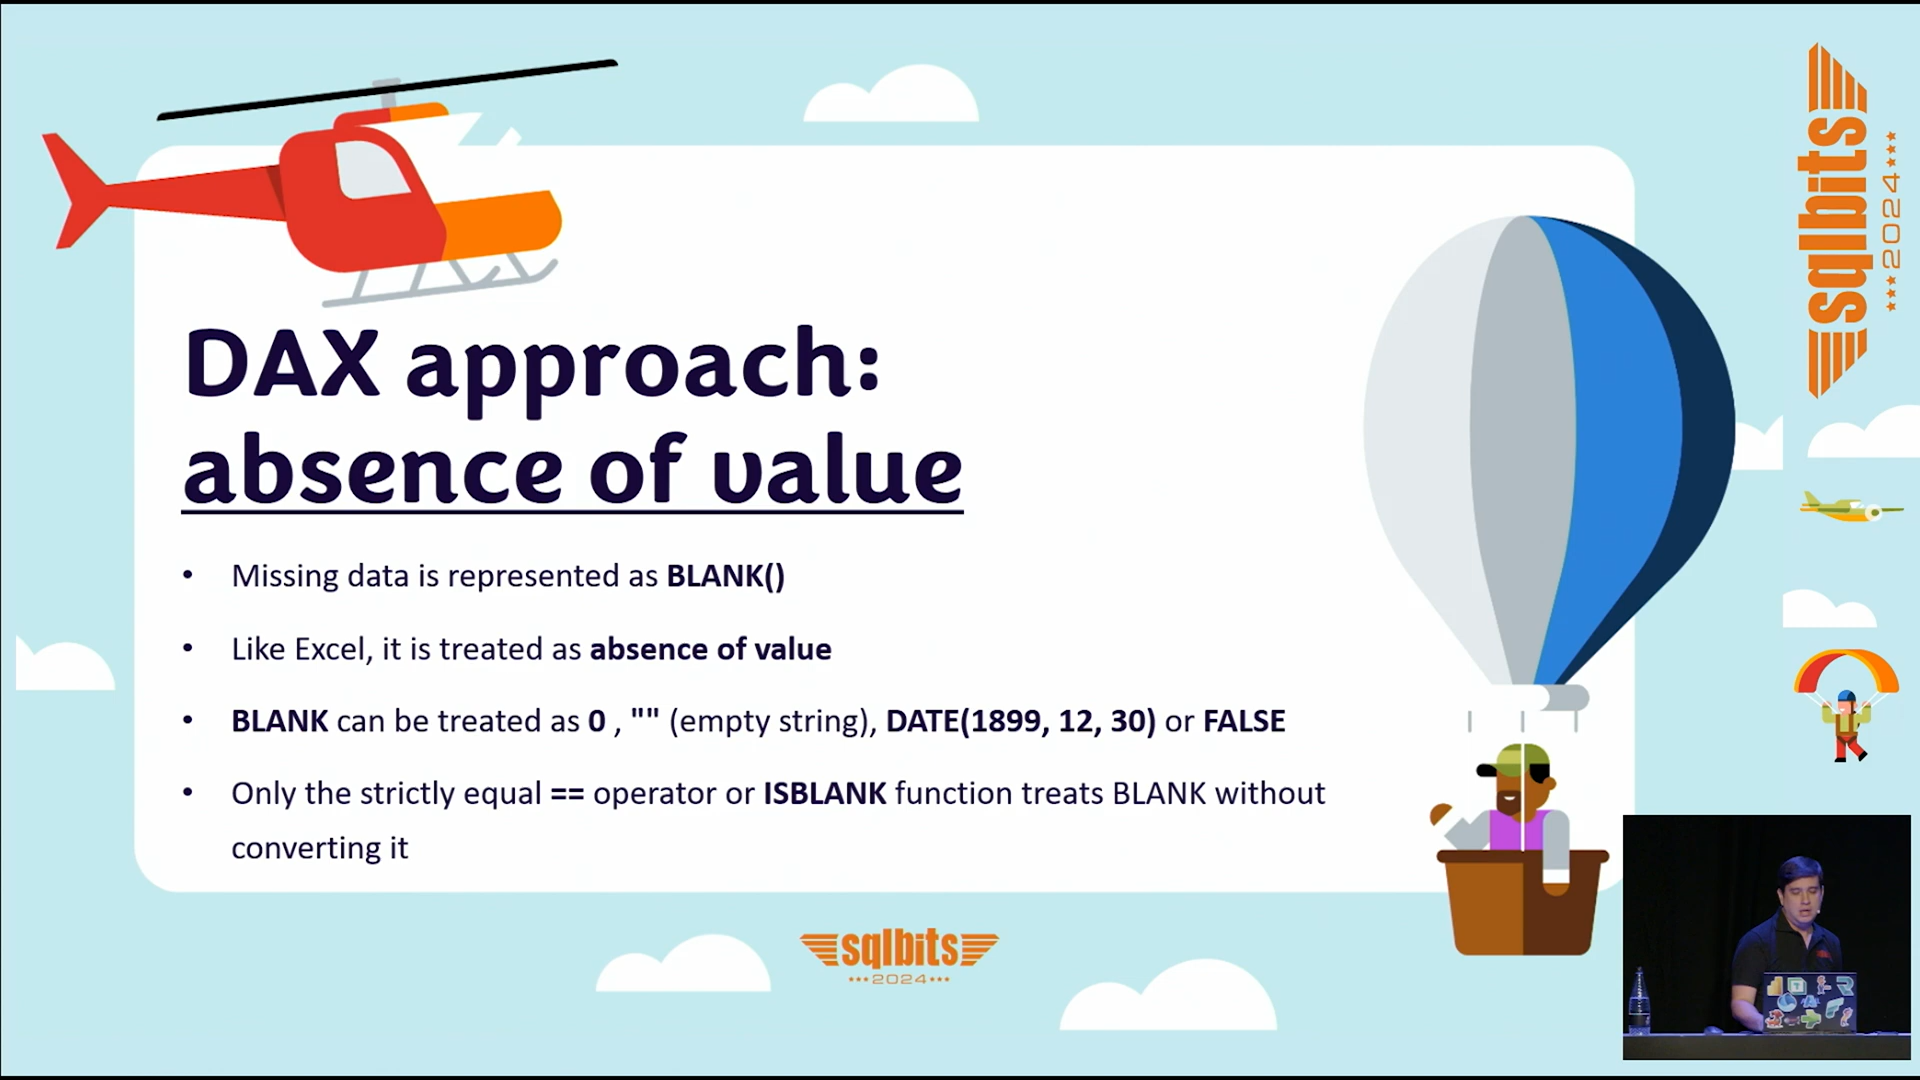 DAX approach:
absence of value
• Missing data is represented as BLANK()
• Like Excel, it is treated as absence of value
• BLANK can be treated as 0 , "" (empty string), DATE(1899, 12, 30) or FALSE
• Only the strictly equal == operator or ISBLANK function treats BLANK without
converting it
sqlbits
2024
sqlbits
2024